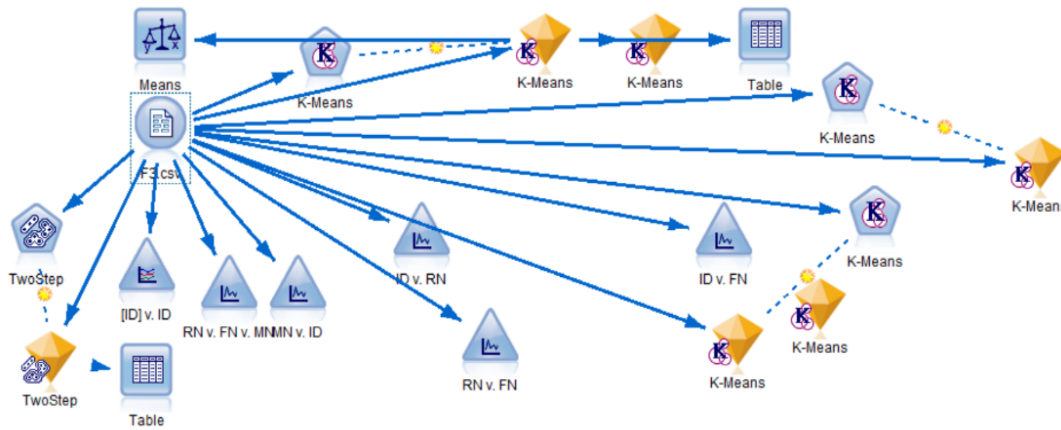 Means
K-Means
K-Means
K-Means
Table
K-Means
F3.csv
K-Means
TwoStep
ID v. RN
ID v. FN
K-Means
[ID] v. ID
RN v. FN v. MN
MN v. ID
K-Means
TwoStep
RN v. FN
K-Means
Table